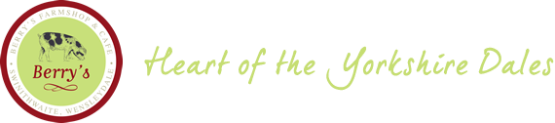 BERRY'S FARMSHOP & CAFE
Berry's
SWINITHWAITE, WENSLEYDALE
Heart of the Yorkshire Dales